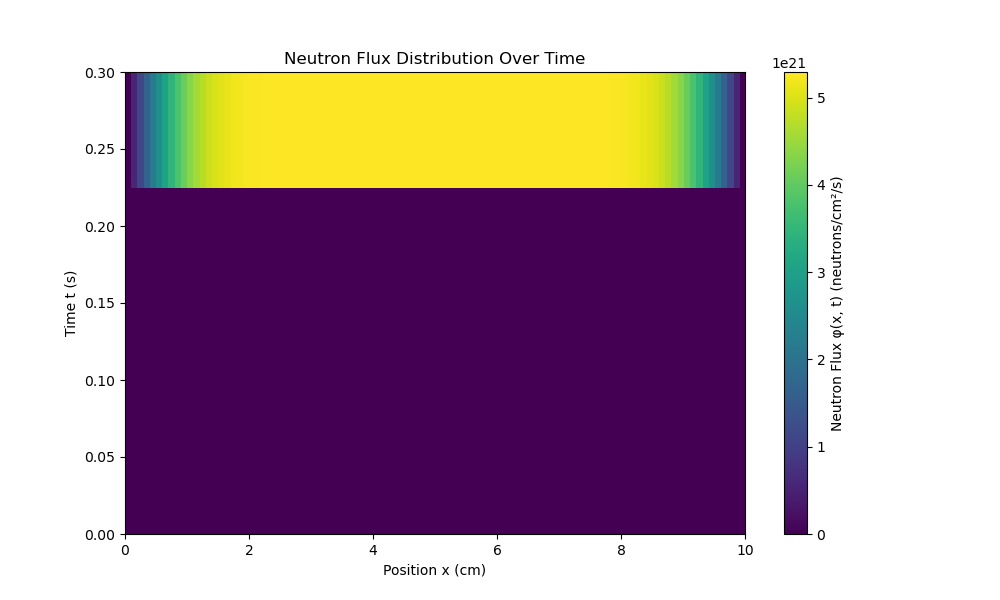 Neutron Flux Distribution Over Time
1e21
0.30
0.25
0.20
0.15
0.10
0.05
0.00
Time t (s)
0 2 4 6 8 10
Position x (cm)
5
4
3
2
1
0
Neutron Flux φ(x, t) (neutrons/cm²/s)